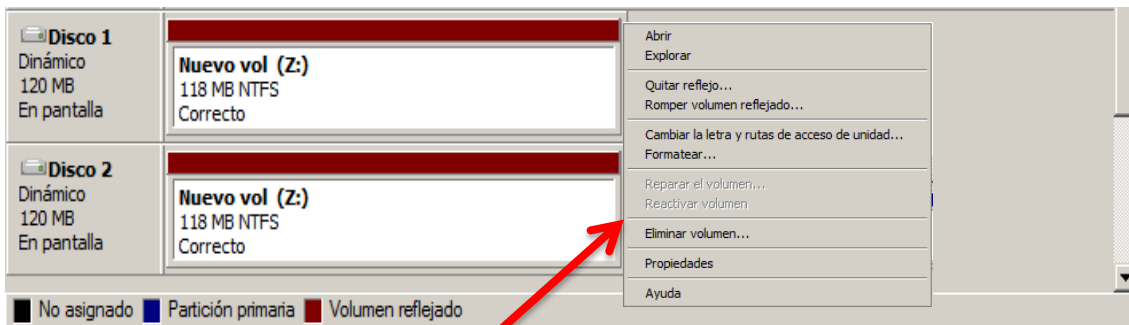 Disco 1
Dinámico
120 MB
En pantalla
Nuevo vol (Z:)
118 MB NTFS
Correcto
Disco 2
Dinámico
120 MB
En pantalla
Nuevo vol (Z:)
118 MB NTFS
Correcto
Abrir
Explorar
Quitar reflejo...
Romper volumen reflejado...
Cambiar la letra y rutas de acceso de unidad...
Formatear...
Reparar el volumen...
Reactivar volumen
Eliminar volumen...
Propiedades
Ayuda
No asignado Partición primaria Volumen reflejado